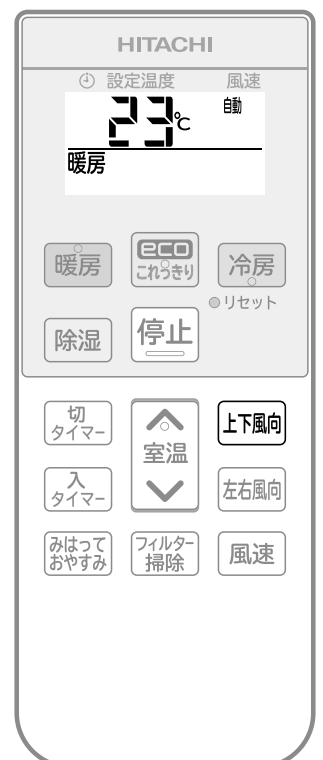 HITACHI
設定温度 風速
23℃ 自動
暖房
暖房
eco
これっきり
冷房
リセット
除湿
停止
切
タイマー
室温
上下風向
入
タイマー
左右風向
みはって
おやすみ
フィルター
掃除
風速